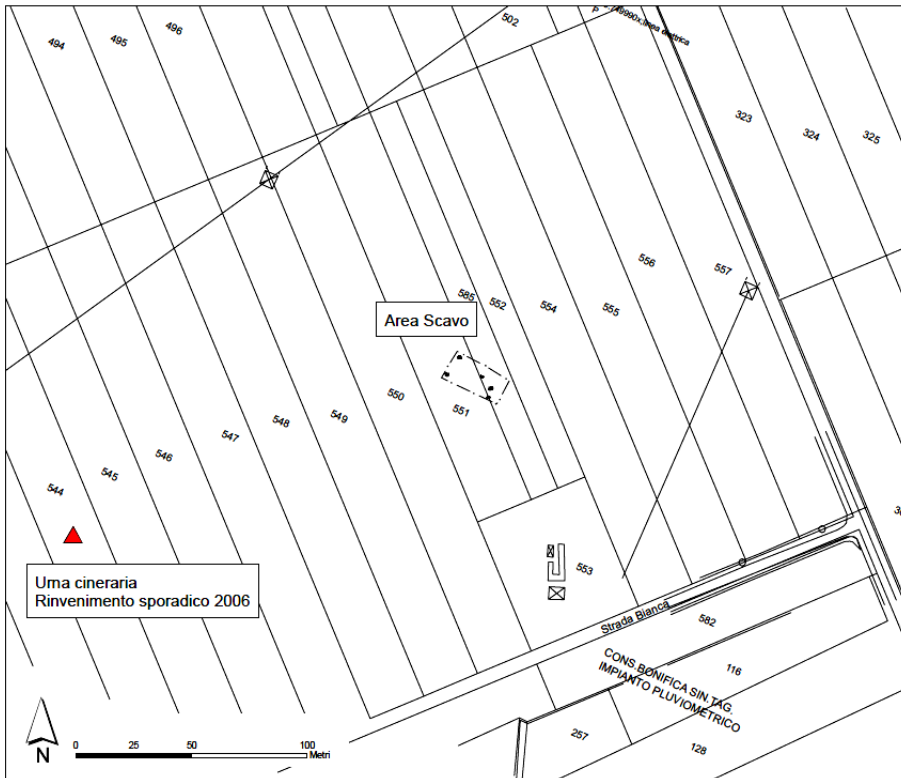 502
P
linea elettrica
496
495
494
323
324
325
556
557
585
552
554
555
Area Scavo
550
551
549
548
547
546
545
544
Urna cineraria
Rinvenimento sporadico 2006
553
Strada Bianca
582
CONS.BONIFICA SIN.TAG.
IMPIANTO PLUVIOMETRICO
116
257
128
N
0 25 50 100
Metri